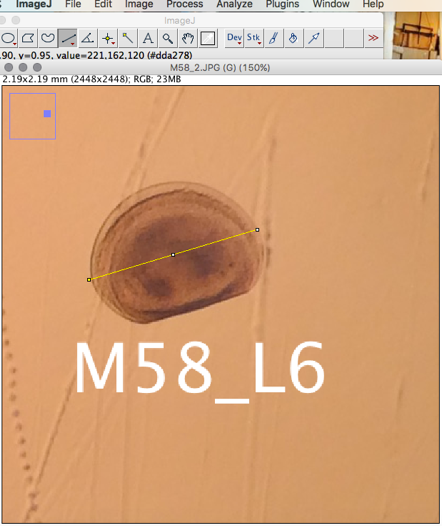 ImageJ File Edit Image Process Analyze Plugins Window Help
ImageJ
A Dev Stk >>
.90, y=0.95, value=221,162,120 (#dda278)
M58_2.JPG (G) (150%)
2.19x2.19 mm (2448x2448); RGB; 23MB
M58_L6